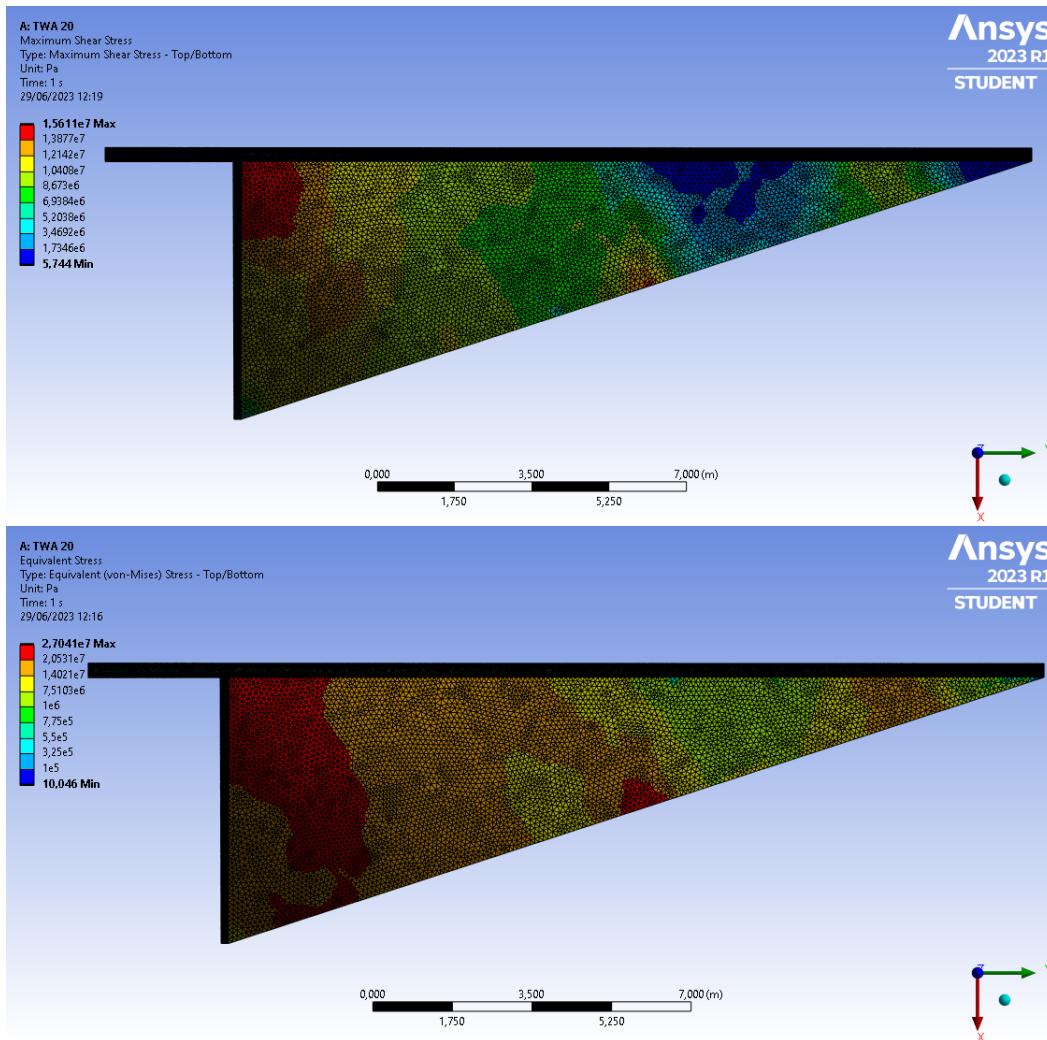 A: TWA 20
Maximum Shear Stress
Type: Maximum Shear Stress - Top/Bottom
Unit: Pa
Time: 1 s
29/06/2023 12:19
1,5611e7 Max
1,3877e7
1,2142e7
1,0408e7
8,673e6
6,9384e6
5,2038e6
3,4692e6
1,7346e6
5,744 Min
Ansys
2023 R1
STUDENT
0,000 3,500 7,000 (m)
1,750 5,250
Z
Y
X
A: TWA 20
Equivalent Stress
Type: Equivalent (von-Mises) Stress - Top/Bottom
Unit: Pa
Time: 1 s
29/06/2023 12:16
2,7041e7 Max
2,0531e7
1,4021e7
7,5103e6
1e6
7,75e5
5,5e5
3,25e5
1e5
10,046 Min
Ansys
2023 R1
STUDENT
0,000 3,500 7,000 (m)
1,750 5,250
Z
Y
X